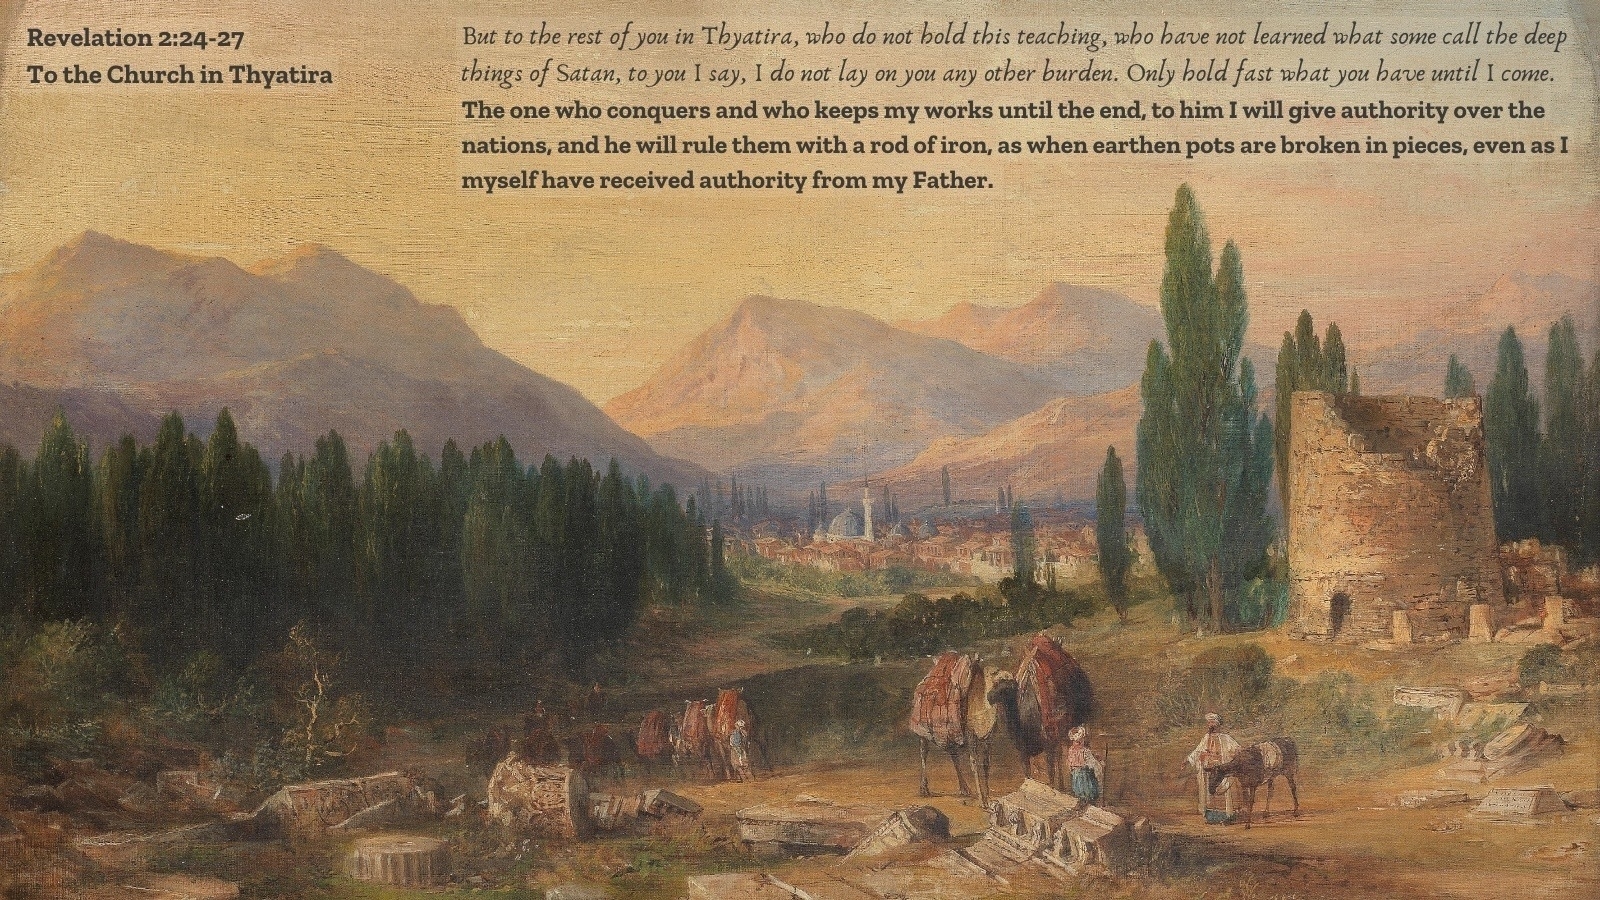 Revelation 2:24-27
To the Church in Thyatira
But to the rest of you in Thyatira, who do not hold this teaching, who have not learned what some call the deep
things of Satan, to you I say, I do not lay on you any other burden. Only hold fast what you have until I come.
The one who conquers and who keeps my works until the end, to him I will give authority over the
nations, and he will rule them with a rod of iron, as when earthen pots are broken in pieces, even as I
myself have received authority from my Father.